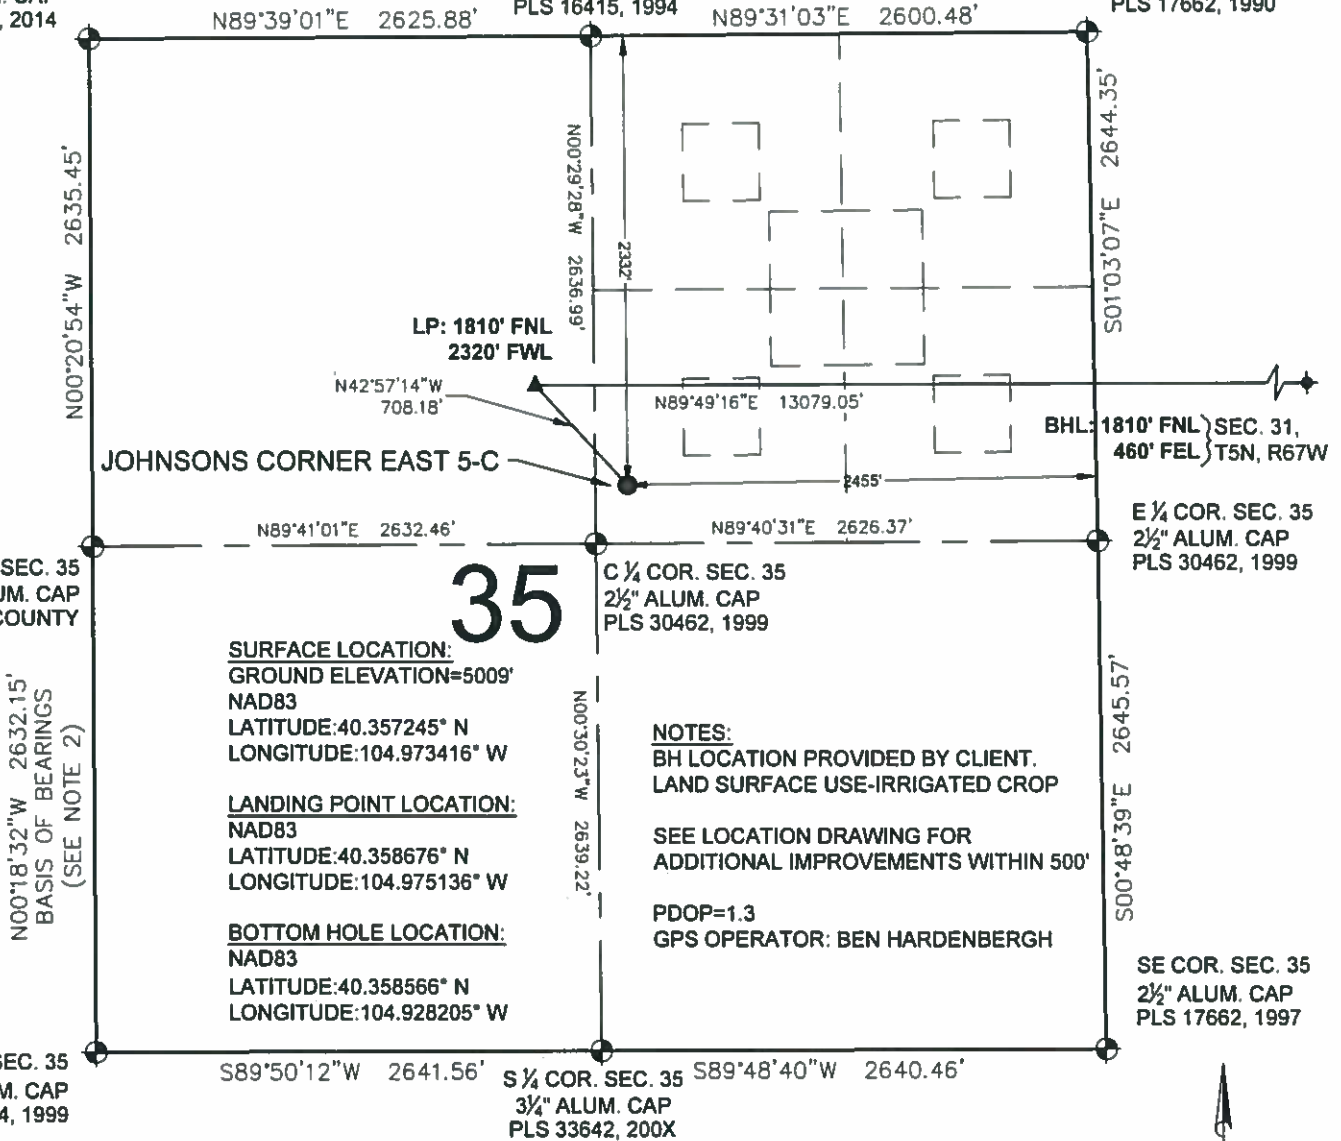 , 2014
N89°39'01"E 2625.88'
PLS 16415, 1994
N89°31'03"E 2600.48'
PLS 17662, 1990
N00°20'54"W 2635.45'
N00°29'28"W 2636.99'
2332'
S01°03'07"E 2644.35'
LP: 1810' FNL
2320' FWL
N42°57'14"W
708.18'
N89°49'16"E 13079.05'
BHL: 1810' FNL } SEC. 31,
460' FEL } T5N, R67W
JOHNSONS CORNER EAST 5-C
2455'
N89°41'01"E 2632.46'
N89°40'31"E 2626.37'
E ¼ COR. SEC. 35
2½" ALUM. CAP
PLS 30462, 1999
SEC. 35
UM. CAP
COUNTY
35
C ¼ COR. SEC. 35
2½" ALUM. CAP
PLS 30462, 1999
N00°18'32"W 2632.15'
BASIS OF BEARINGS
(SEE NOTE 2)
SURFACE LOCATION:
GROUND ELEVATION=5009'
NAD83
LATITUDE:40.357245° N
LONGITUDE:104.973416° W
LANDING POINT LOCATION:
NAD83
LATITUDE:40.358676° N
LONGITUDE:104.975136° W
BOTTOM HOLE LOCATION:
NAD83
LATITUDE:40.358566° N
LONGITUDE:104.928205° W
N00°30'23"W 2639.22'
NOTES:
BH LOCATION PROVIDED BY CLIENT.
LAND SURFACE USE-IRRIGATED CROP
SEE LOCATION DRAWING FOR
ADDITIONAL IMPROVEMENTS WITHIN 500'
PDOP=1.3
GPS OPERATOR: BEN HARDENBERGH
S00°48'39"E 2645.57'
SE COR. SEC. 35
2½" ALUM. CAP
PLS 17662, 1997
SEC. 35
M. CAP
4, 1999
S89°50'12"W 2641.56'
S ¼ COR. SEC. 35
3¼" ALUM. CAP
PLS 33642, 200X
S89°48'40"W 2640.46'